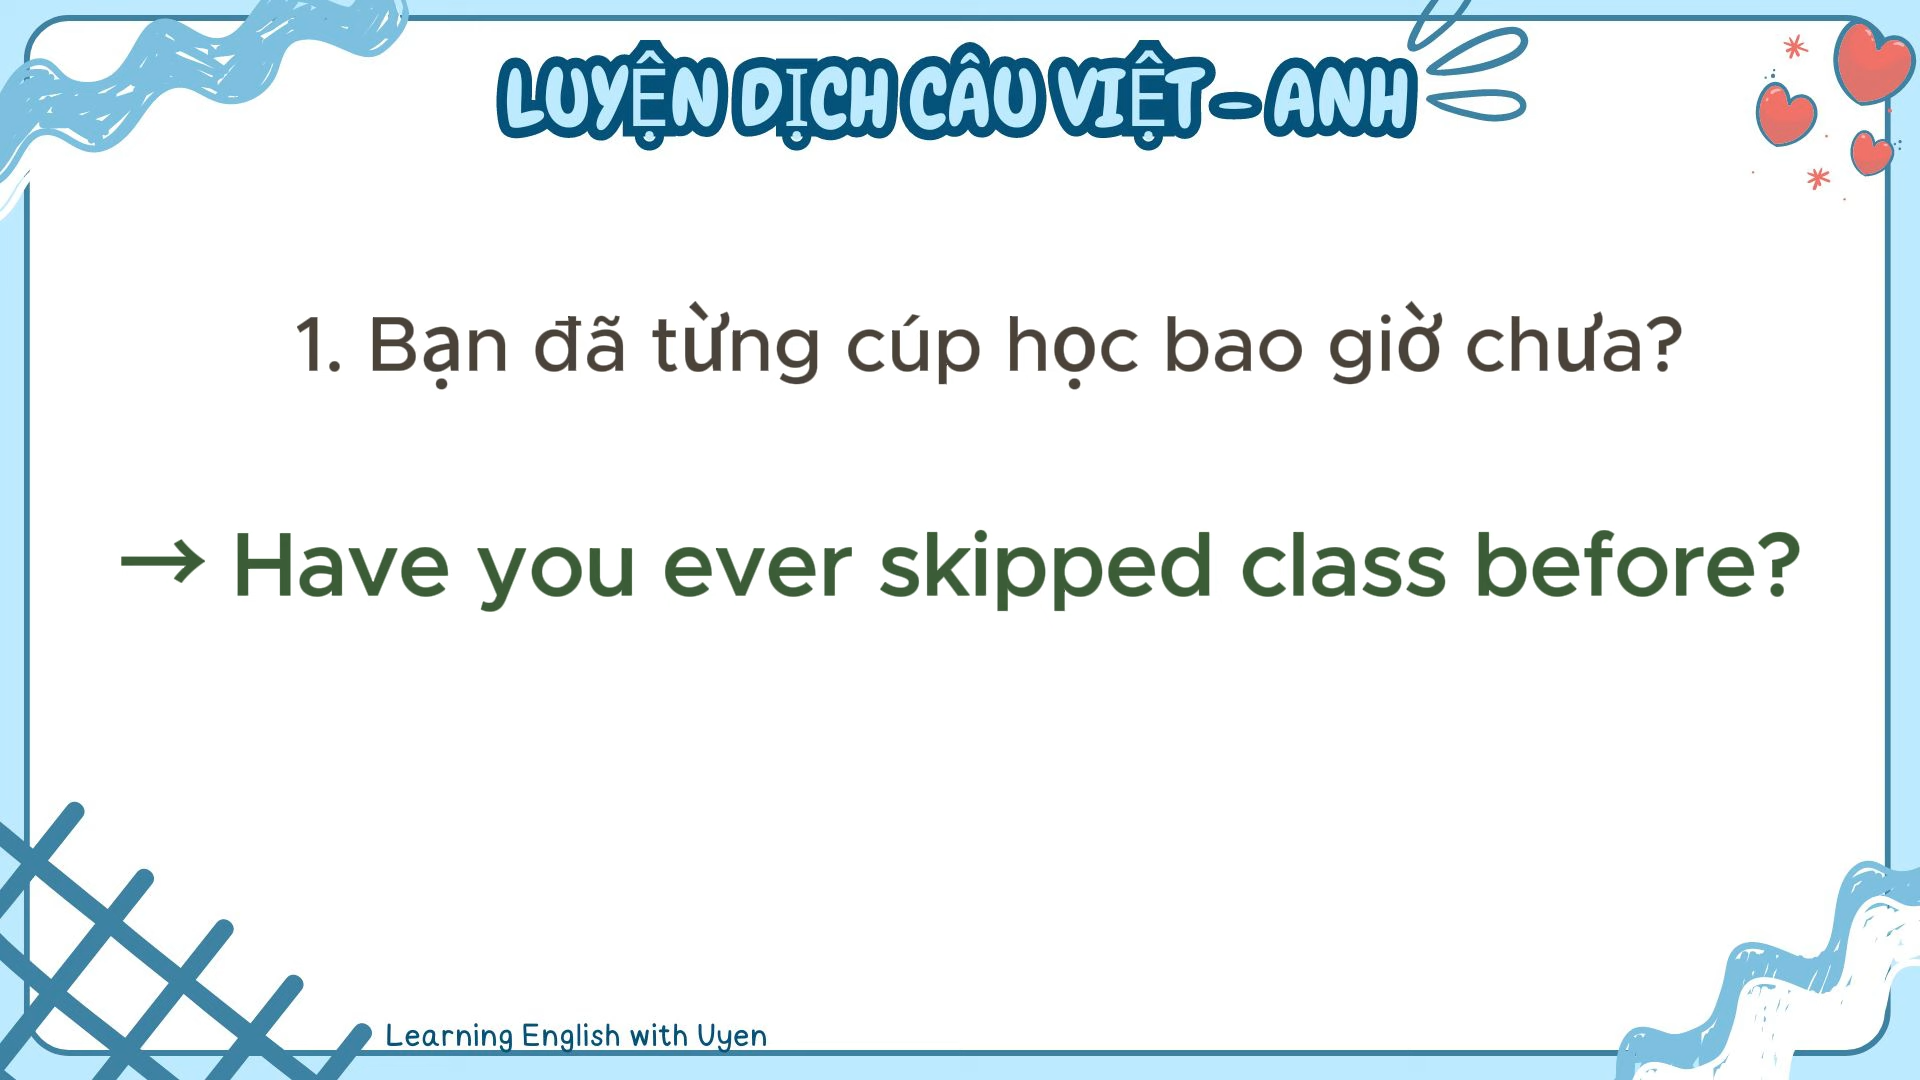 LUYỆN DỊCH CÂU VIỆT - ANH
1. Bạn đã từng cúp học bao giờ chưa?
→ Have you ever skipped class before?
Learning English with Uyen